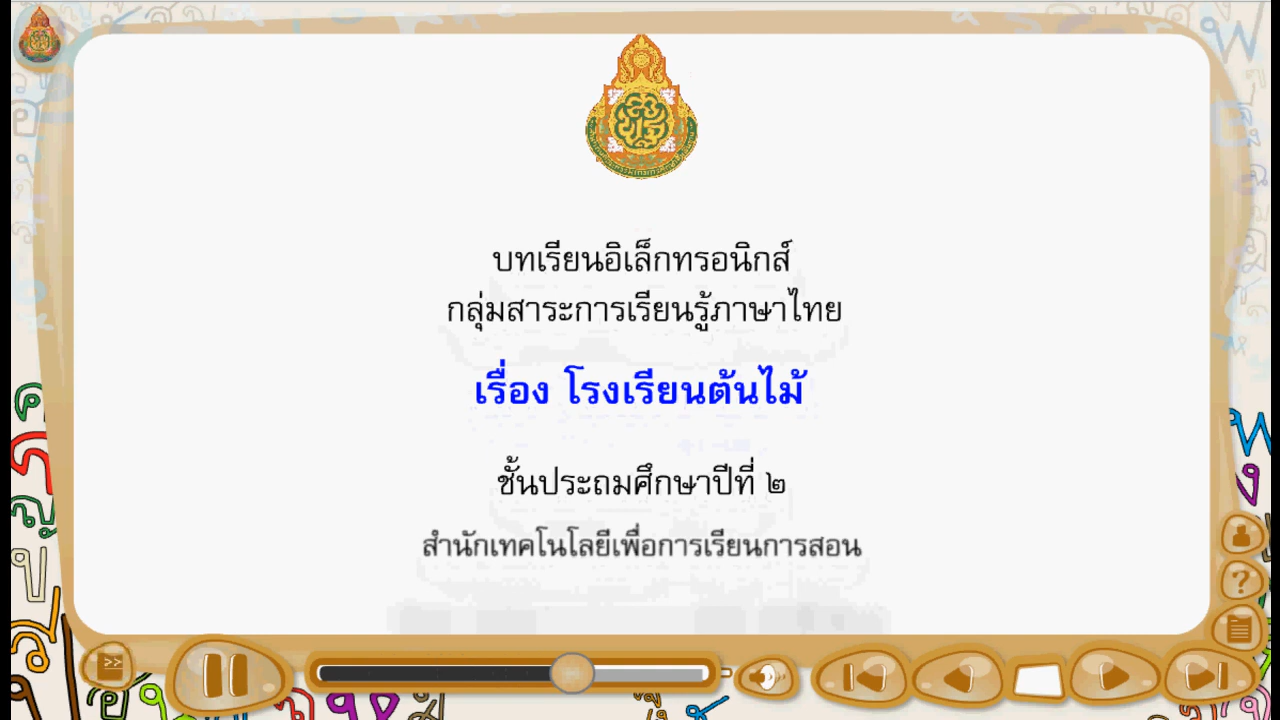 บทเรียนอิเล็กทรอนิกส์
กลุ่มสาระการเรียนรู้ภาษาไทย
เรื่อง โรงเรียนต้นไม้
ชั้นประถมศึกษาปีที่ ๒
สำนักเทคโนโลยีเพื่อการเรียนการสอน